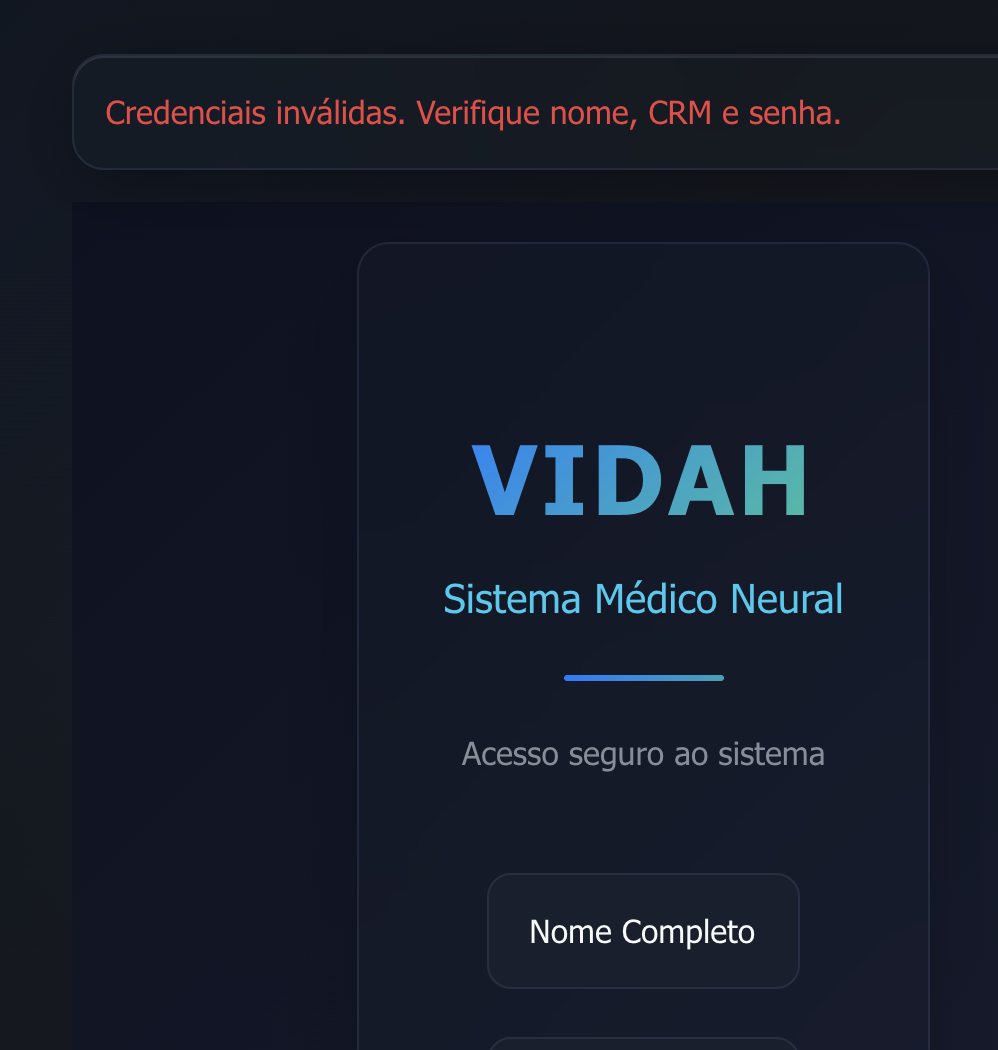 Credenciais inválidas. Verifique nome, CRM e senha.
VIDAH
Sistema Médico Neural
Acesso seguro ao sistema
Nome Completo